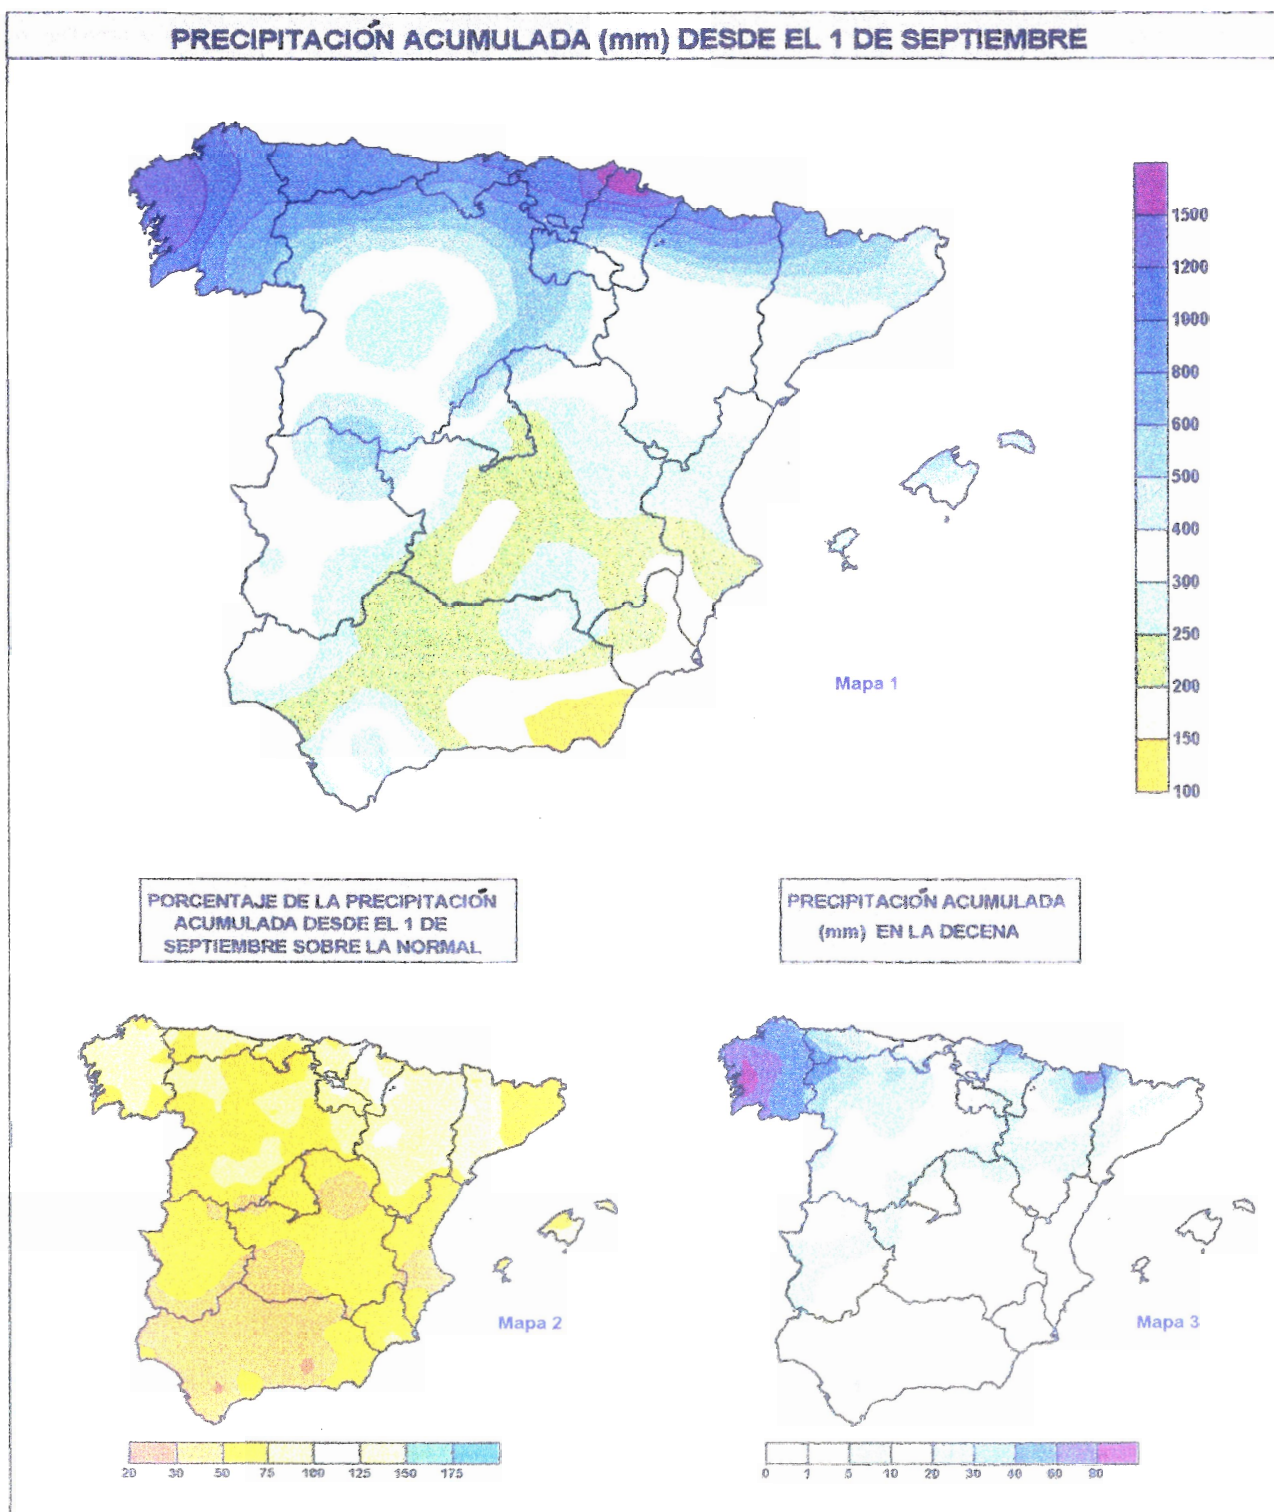 PRECIPITACIÓN ACUMULADA (mm) DESDE EL 1 DE SEPTIEMBRE
1500
1200
1000
800
600
500
400
300
250
200
150
100
Mapa 1
PORCENTAJE DE LA PRECIPITACIÓN
ACUMULADA DESDE EL 1 DE
SEPTIEMBRE SOBRE LA NORMAL
PRECIPITACIÓN ACUMULADA
(mm) EN LA DECENA
Mapa 2
Mapa 3
20 30 50 75 100 125 150 175
0 1 5 10 20 30 40 60 80